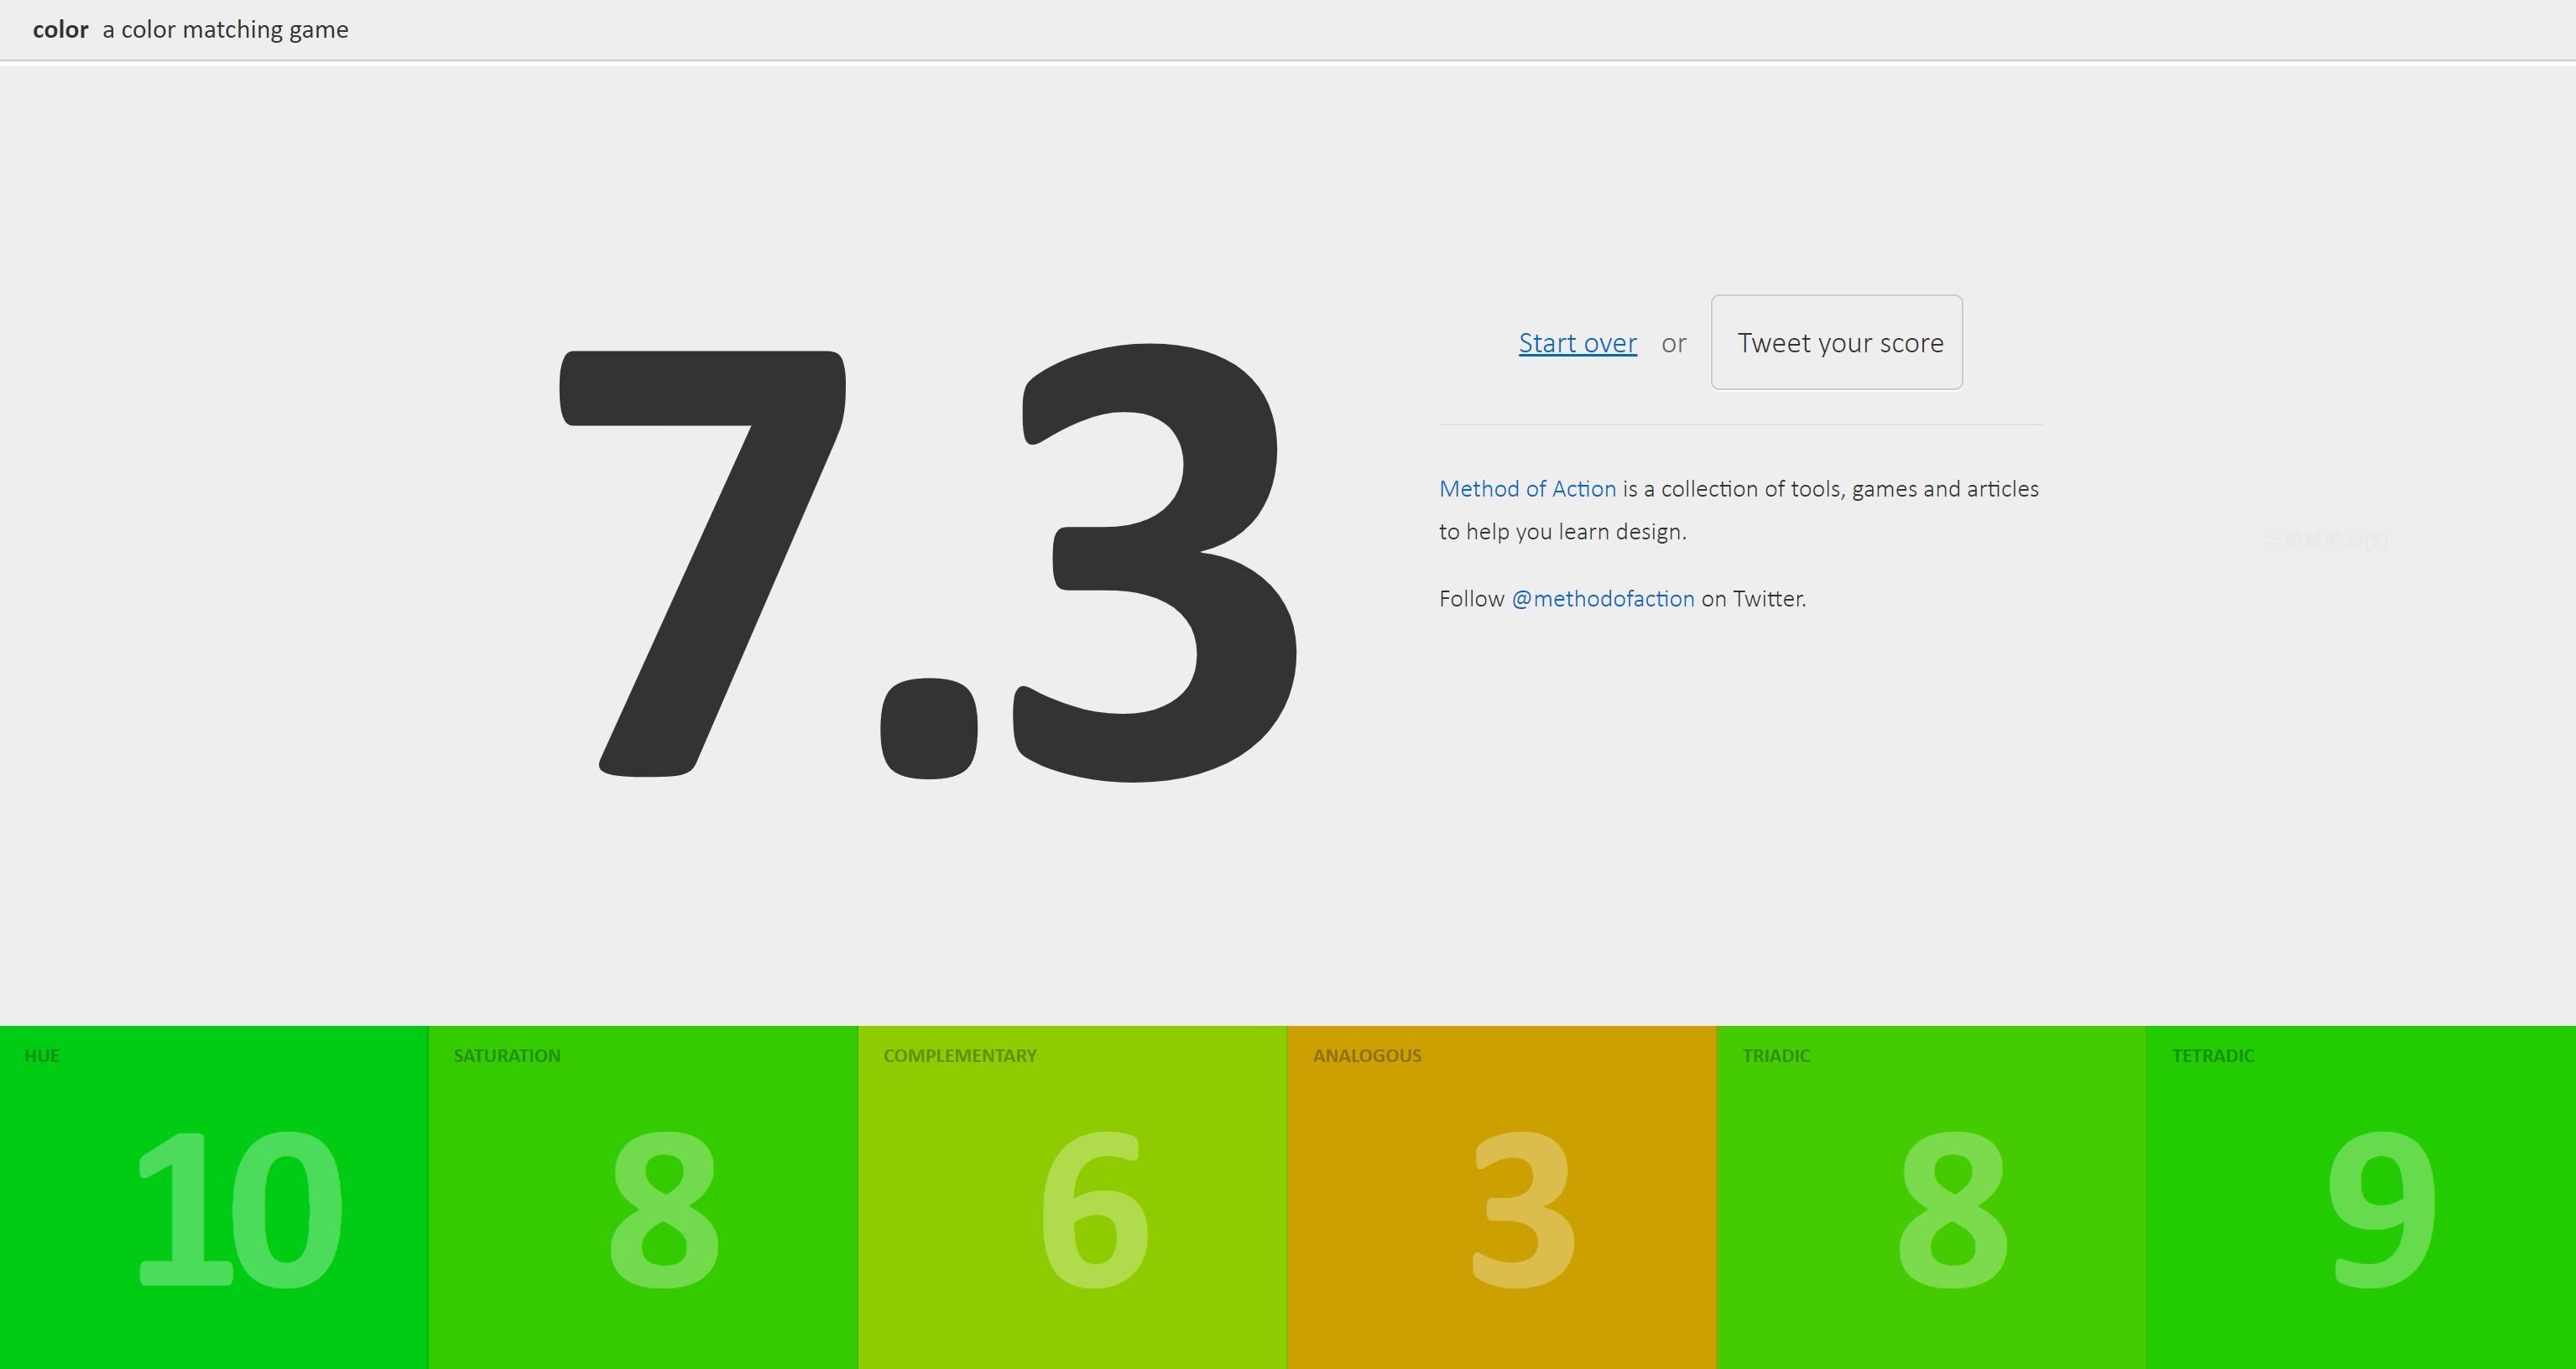 color a color matching game
7.3
Start over or Tweet your score
Method of Action is a collection of tools, games and articles
to help you learn design.
Follow @methodofaction on Twitter.
HUE
10
SATURATION
8
COMPLEMENTARY
6
ANALOGOUS
3
TRIADIC
8
TETRADIC
9